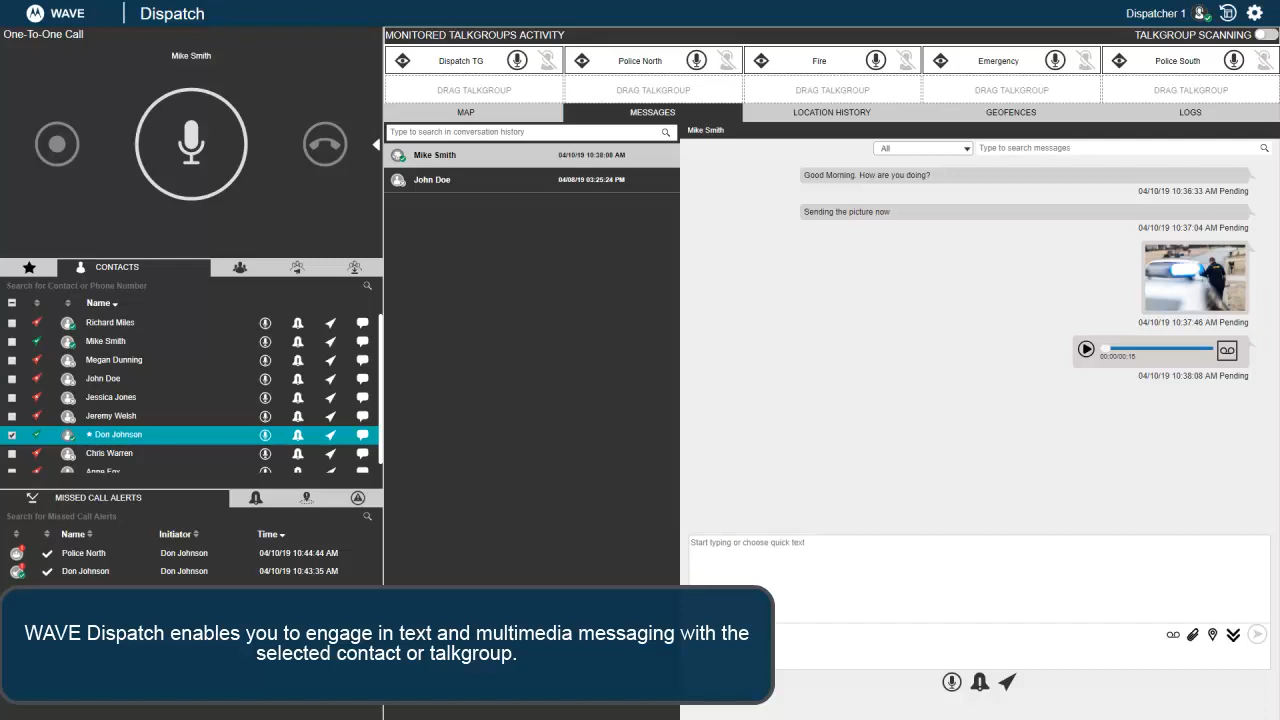 WAVE Dispatch Dispatcher 1
One-To-One Call
Mike Smith
MONITORED TALKGROUPS ACTIVITY TALKGROUP SCANNING
Dispatch TG Police North Fire Emergency Police South
DRAG TALKGROUP DRAG TALKGROUP DRAG TALKGROUP DRAG TALKGROUP DRAG TALKGROUP
MAP MESSAGES LOCATION HISTORY GEOFENCES LOGS
Type to search in conversation history
Mike Smith 04/10/19 10:38:08 AM
John Doe 04/08/19 03:25:24 PM
Mike Smith
All Type to search messages
Good Morning. How are you doing?
04/10/19 10:36:33 AM Pending
Sending the picture now
04/10/19 10:37:04 AM Pending
04/10/19 10:37:46 AM Pending
00:00/00:15
04/10/19 10:38:08 AM Pending
Start typing or choose quick text
CONTACTS
Search for Contact or Phone Number
Name
Richard Miles
Mike Smith
Megan Dunning
John Doe
Jessica Jones
Jeremy Welsh
Don Johnson
Chris Warren
Anne Fox
MISSED CALL ALERTS
Search for Missed Call Alerts
Name Initiator Time
Police North Don Johnson 04/10/19 10:44:44 AM
Don Johnson Don Johnson 04/10/19 10:43:35 AM
WAVE Dispatch enables you to engage in text and multimedia messaging with the
selected contact or talkgroup.